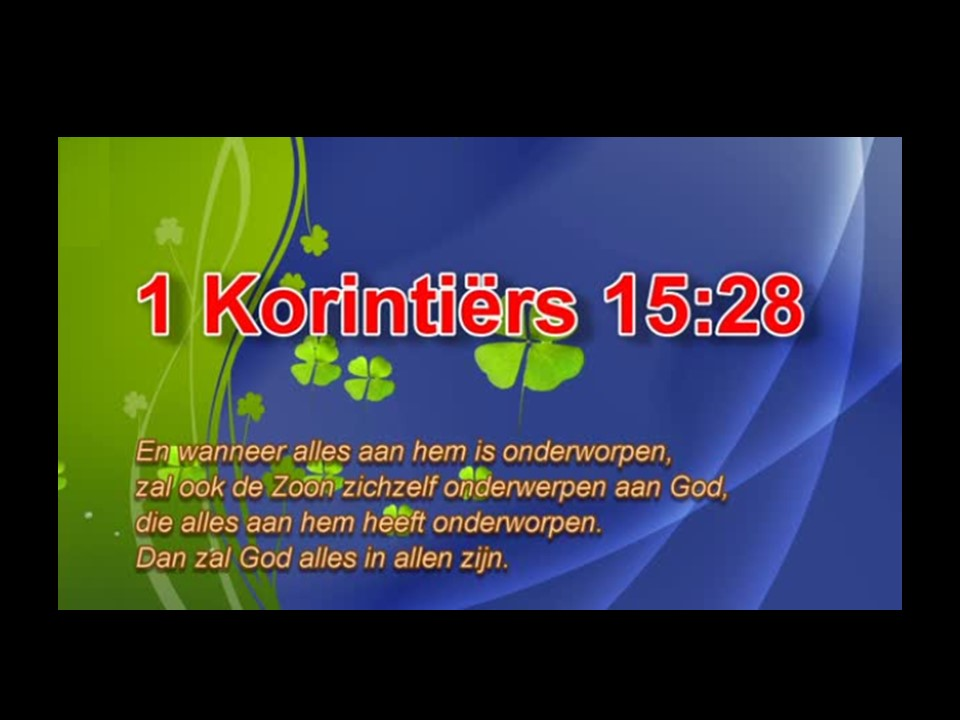 1 Korintiërs 15:28
En wanneer alles aan hem is onderworpen,
zal ook de Zoon zichzelf onderwerpen aan God,
die alles aan hem heeft onderworpen.
Dan zal God alles in allen zijn.